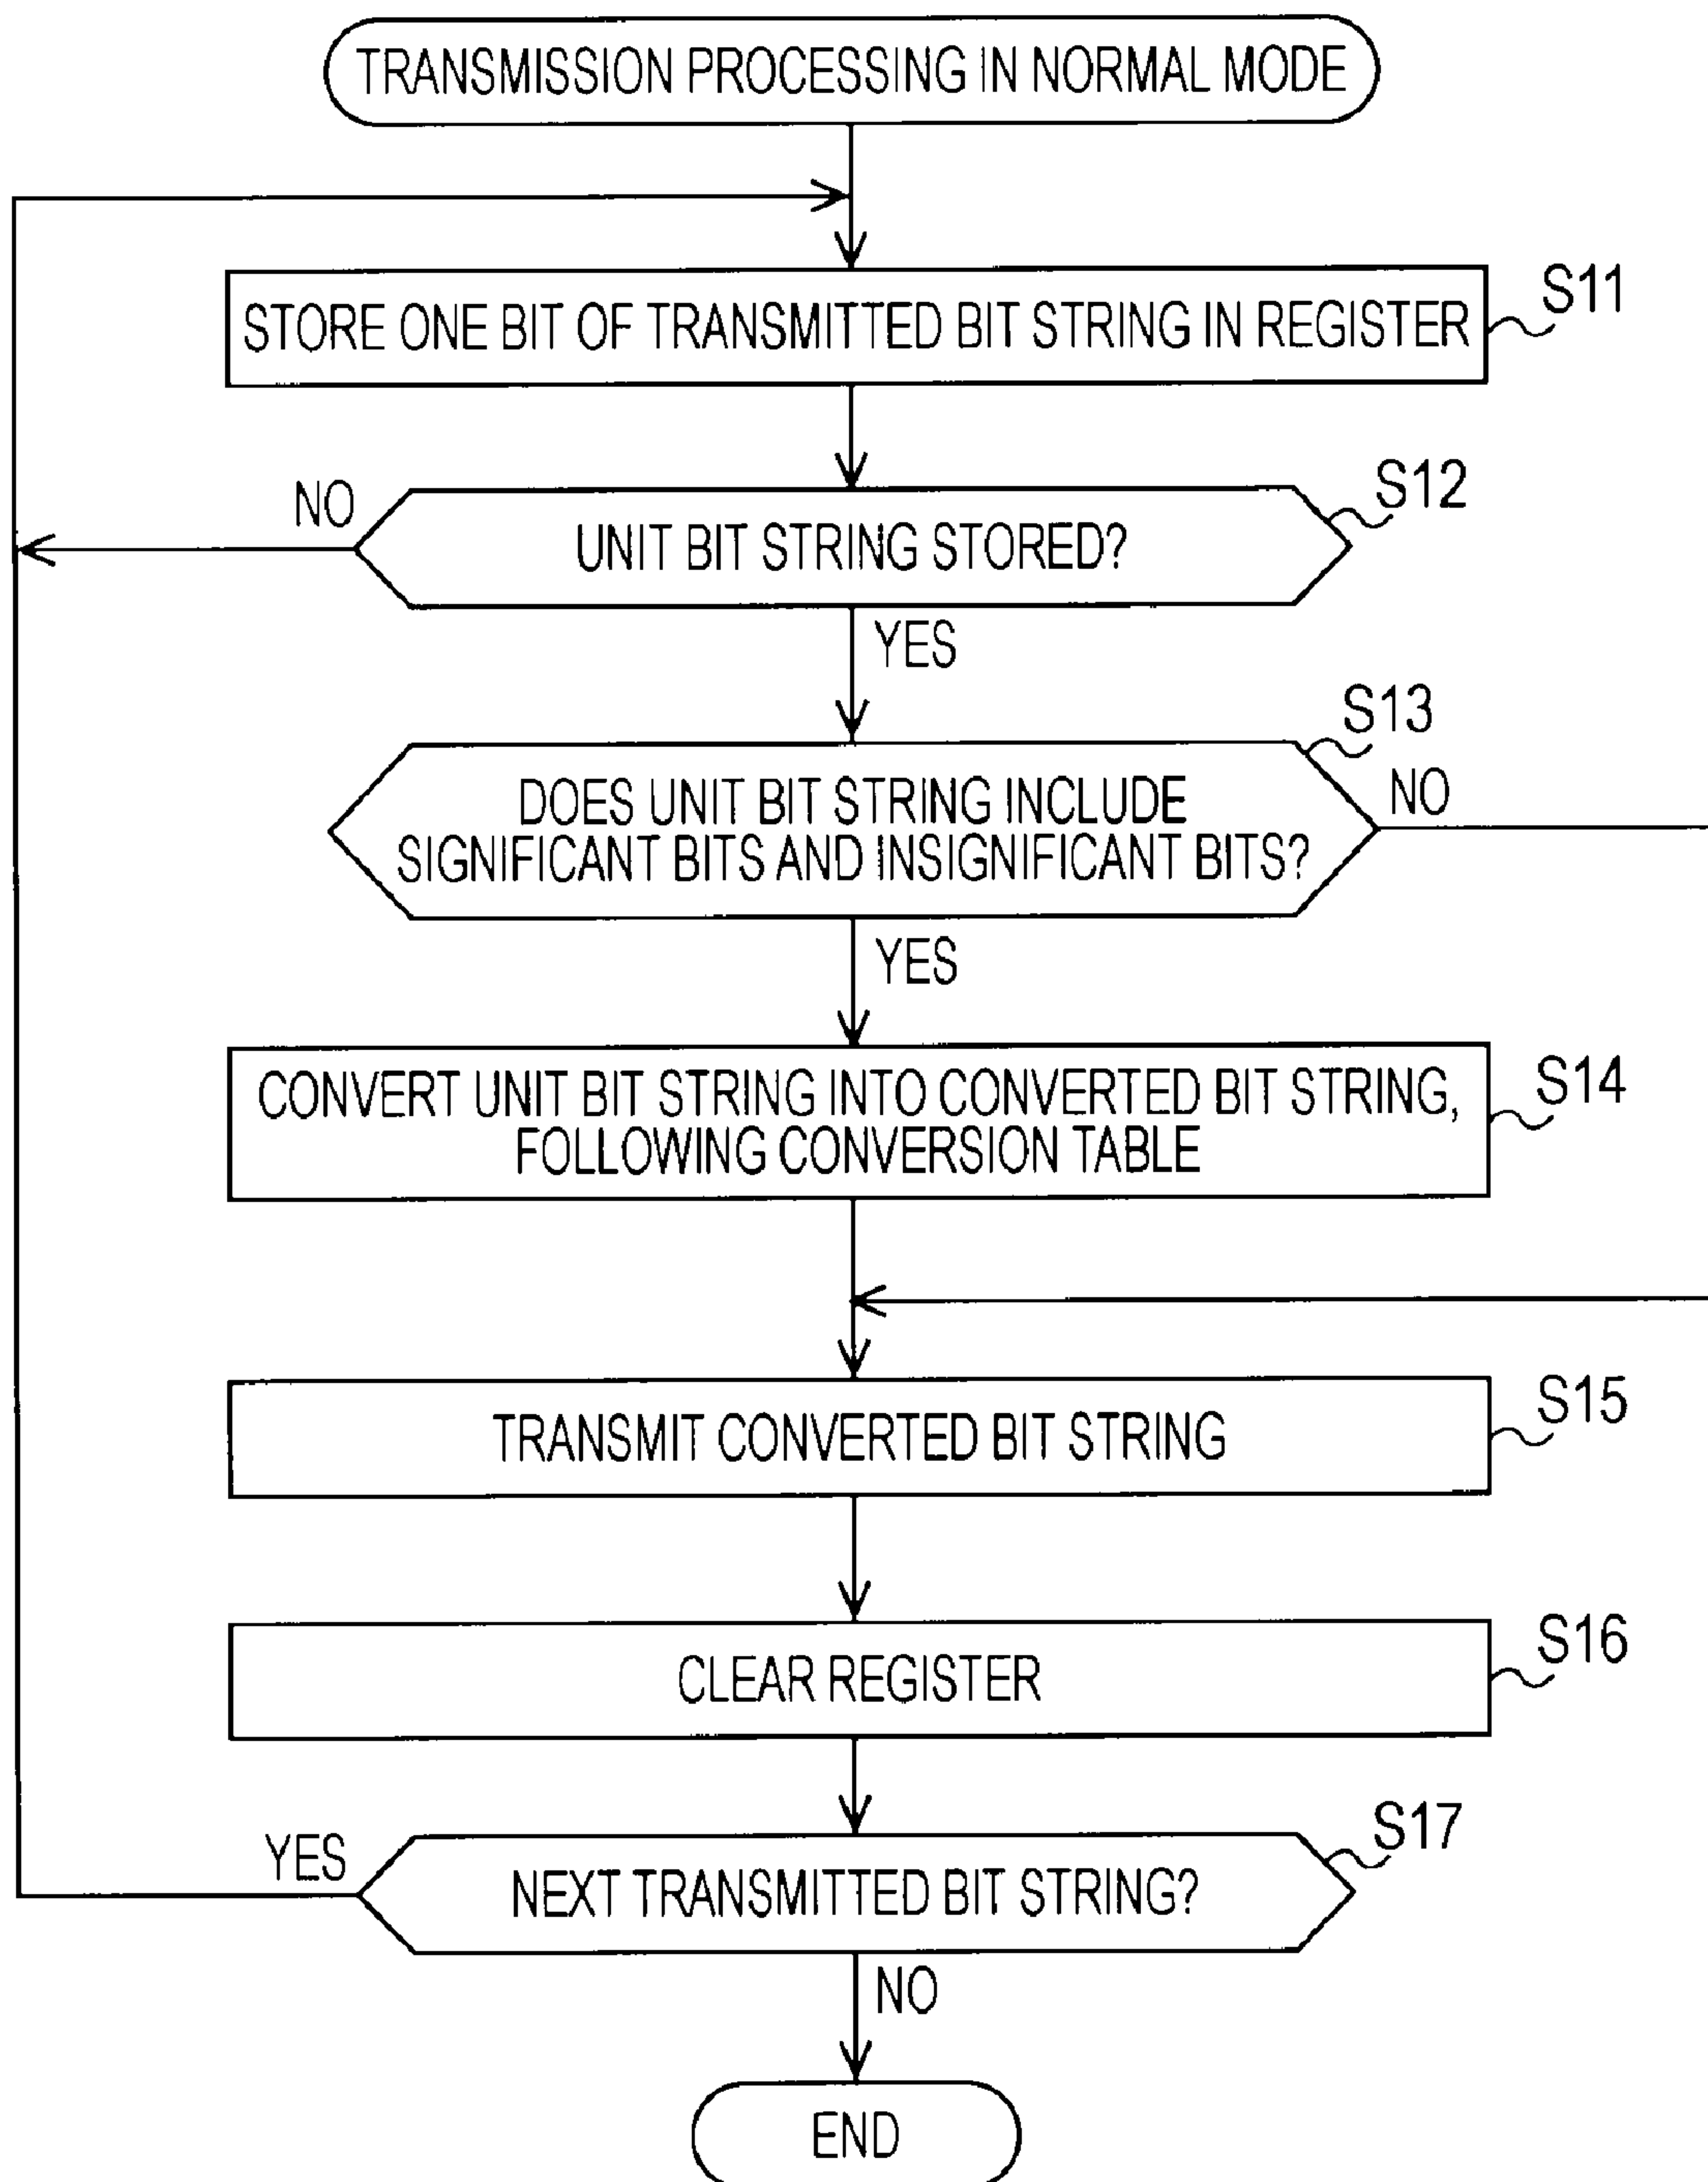 TRANSMISSION PROCESSING IN NORMAL MODE
STORE ONE BIT OF TRANSMITTED BIT STRING IN REGISTER
S11
NO
UNIT BIT STRING STORED?
S12
YES
S13
DOES UNIT BIT STRING INCLUDE
SIGNIFICANT BITS AND INSIGNIFICANT BITS?
NO
YES
CONVERT UNIT BIT STRING INTO CONVERTED BIT STRING,
FOLLOWING CONVERSION TABLE
S14
TRANSMIT CONVERTED BIT STRING
S15
CLEAR REGISTER
S16
YES
NEXT TRANSMITTED BIT STRING?
S17
NO
END